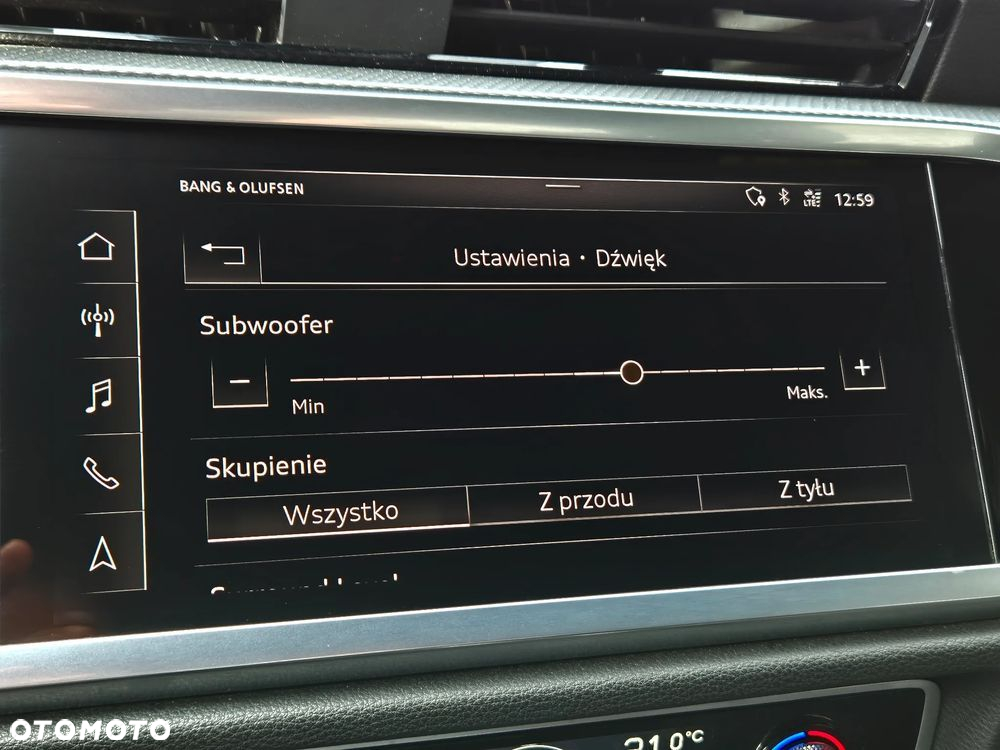 BANG & OLUFSEN
LTE 12:59
Ustawienia • Dźwięk
Subwoofer
− +
Min Maks.
Skupienie
Wszystko Z przodu Z tyłu
OTOMOTO